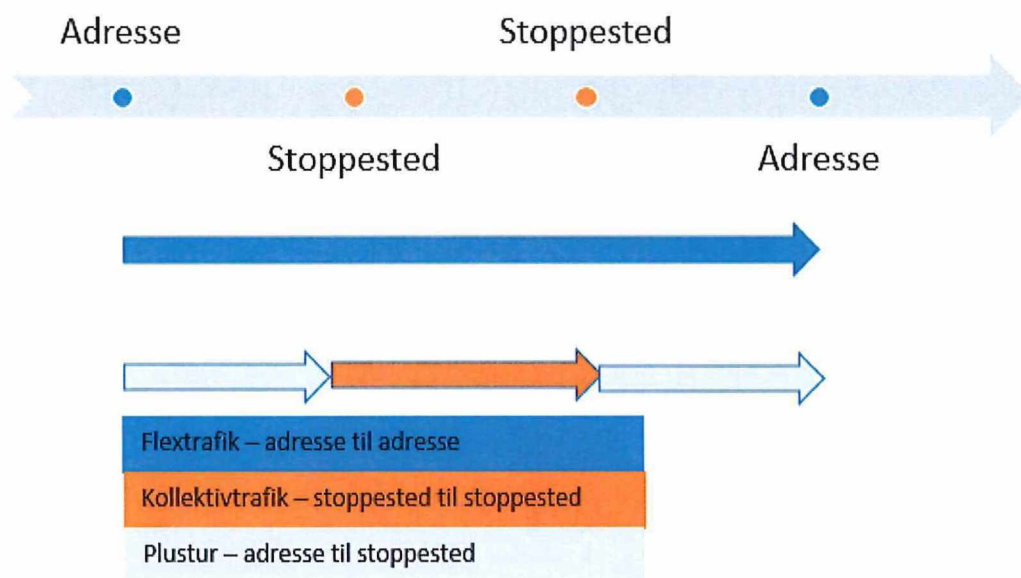 Adresse
Stoppested
Stoppested
Adresse
Flextrafik – adresse til adresse
Kollektivtrafik – stoppested til stoppested
Plustur – adresse til stoppested